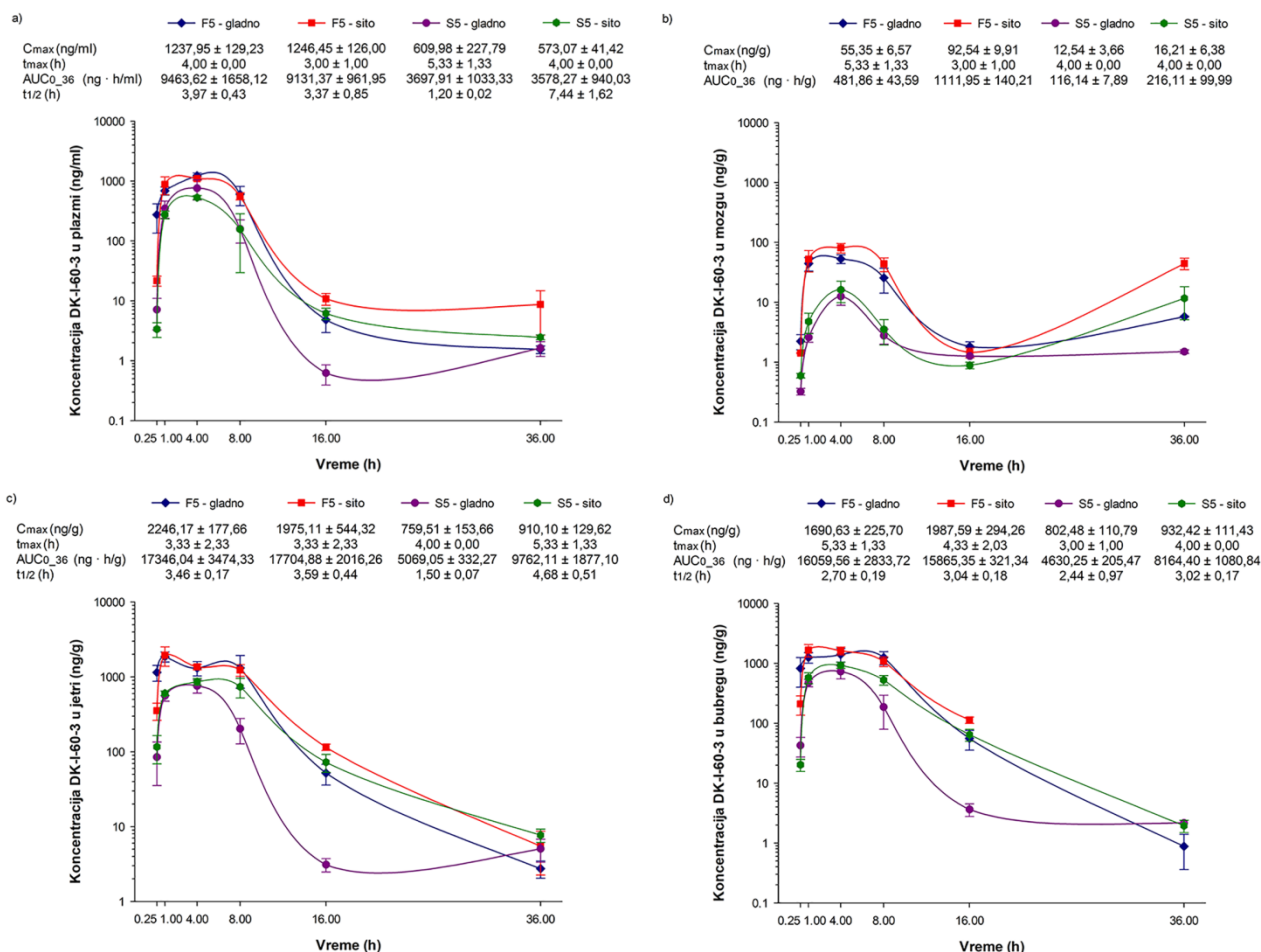 a)
F5 - gladno F5 - sito S5 - gladno S5 - sito
Cmax (ng/ml) 1237,95 ± 129,23 1246,45 ± 126,00 609,98 ± 227,79 573,07 ± 41,42
tmax (h) 4,00 ± 0,00 3,00 ± 1,00 5,33 ± 1,33 4,00 ± 0,00
AUC0_36 (ng · h/ml) 9463,62 ± 1658,12 9131,37 ± 961,95 3697,91 ± 1033,33 3578,27 ± 940,03
t1/2 (h) 3,97 ± 0,43 3,37 ± 0,85 1,20 ± 0,02 7,44 ± 1,62
Koncentracija DK-I-60-3 u plazmi (ng/ml)
10000
1000
100
10
1
0.1
0.25 1.00 4.00 8.00 16.00 36.00
Vreme (h)
b)
F5 - gladno F5 - sito S5 - gladno S5 - sito
Cmax (ng/g) 55,35 ± 6,57 92,54 ± 9,91 12,54 ± 3,66 16,21 ± 6,38
tmax (h) 5,33 ± 1,33 3,00 ± 1,00 4,00 ± 0,00 4,00 ± 0,00
AUC0_36 (ng · h/g) 481,86 ± 43,59 1111,95 ± 140,21 116,14 ± 7,89 216,11 ± 99,99
Koncentracija DK-I-60-3 u mozgu (ng/g)
10000
1000
100
10
1
0.1
0.25 1.00 4.00 8.00 16.00 36.00
Vreme (h)
c)
F5 - gladno F5 - sito S5 - gladno S5 - sito
Cmax (ng/g) 2246,17 ± 177,66 1975,11 ± 544,32 759,51 ± 153,66 910,10 ± 129,62
tmax (h) 3,33 ± 2,33 3,33 ± 2,33 4,00 ± 0,00 5,33 ± 1,33
AUC0_36 (ng · h/g) 17346,04 ± 3474,33 17704,88 ± 2016,26 5069,05 ± 332,27 9762,11 ± 1877,10
t1/2 (h) 3,46 ± 0,17 3,59 ± 0,44 1,50 ± 0,07 4,68 ± 0,51
Koncentracija DK-I-60-3 u jetri (ng/g)
10000
1000
100
10
1
0.25 1.00 4.00 8.00 16.00 36.00
Vreme (h)
d)
F5 - gladno F5 - sito S5 - gladno S5 - sito
Cmax (ng/g) 1690,63 ± 225,70 1987,59 ± 294,26 802,48 ± 110,79 932,42 ± 111,43
tmax (h) 5,33 ± 1,33 4,33 ± 2,03 3,00 ± 1,00 4,00 ± 0,00
AUC0_36 (ng · h/g) 16059,56 ± 2833,72 15865,35 ± 321,34 4630,25 ± 205,47 8164,40 ± 1080,84
t1/2 (h) 2,70 ± 0,19 3,04 ± 0,18 2,44 ± 0,97 3,02 ± 0,17
Koncentracija DK-I-60-3 u bubregu (ng/g)
10000
1000
100
10
1
0.1
0.25 1.00 4.00 8.00 16.00 36.00
Vreme (h)